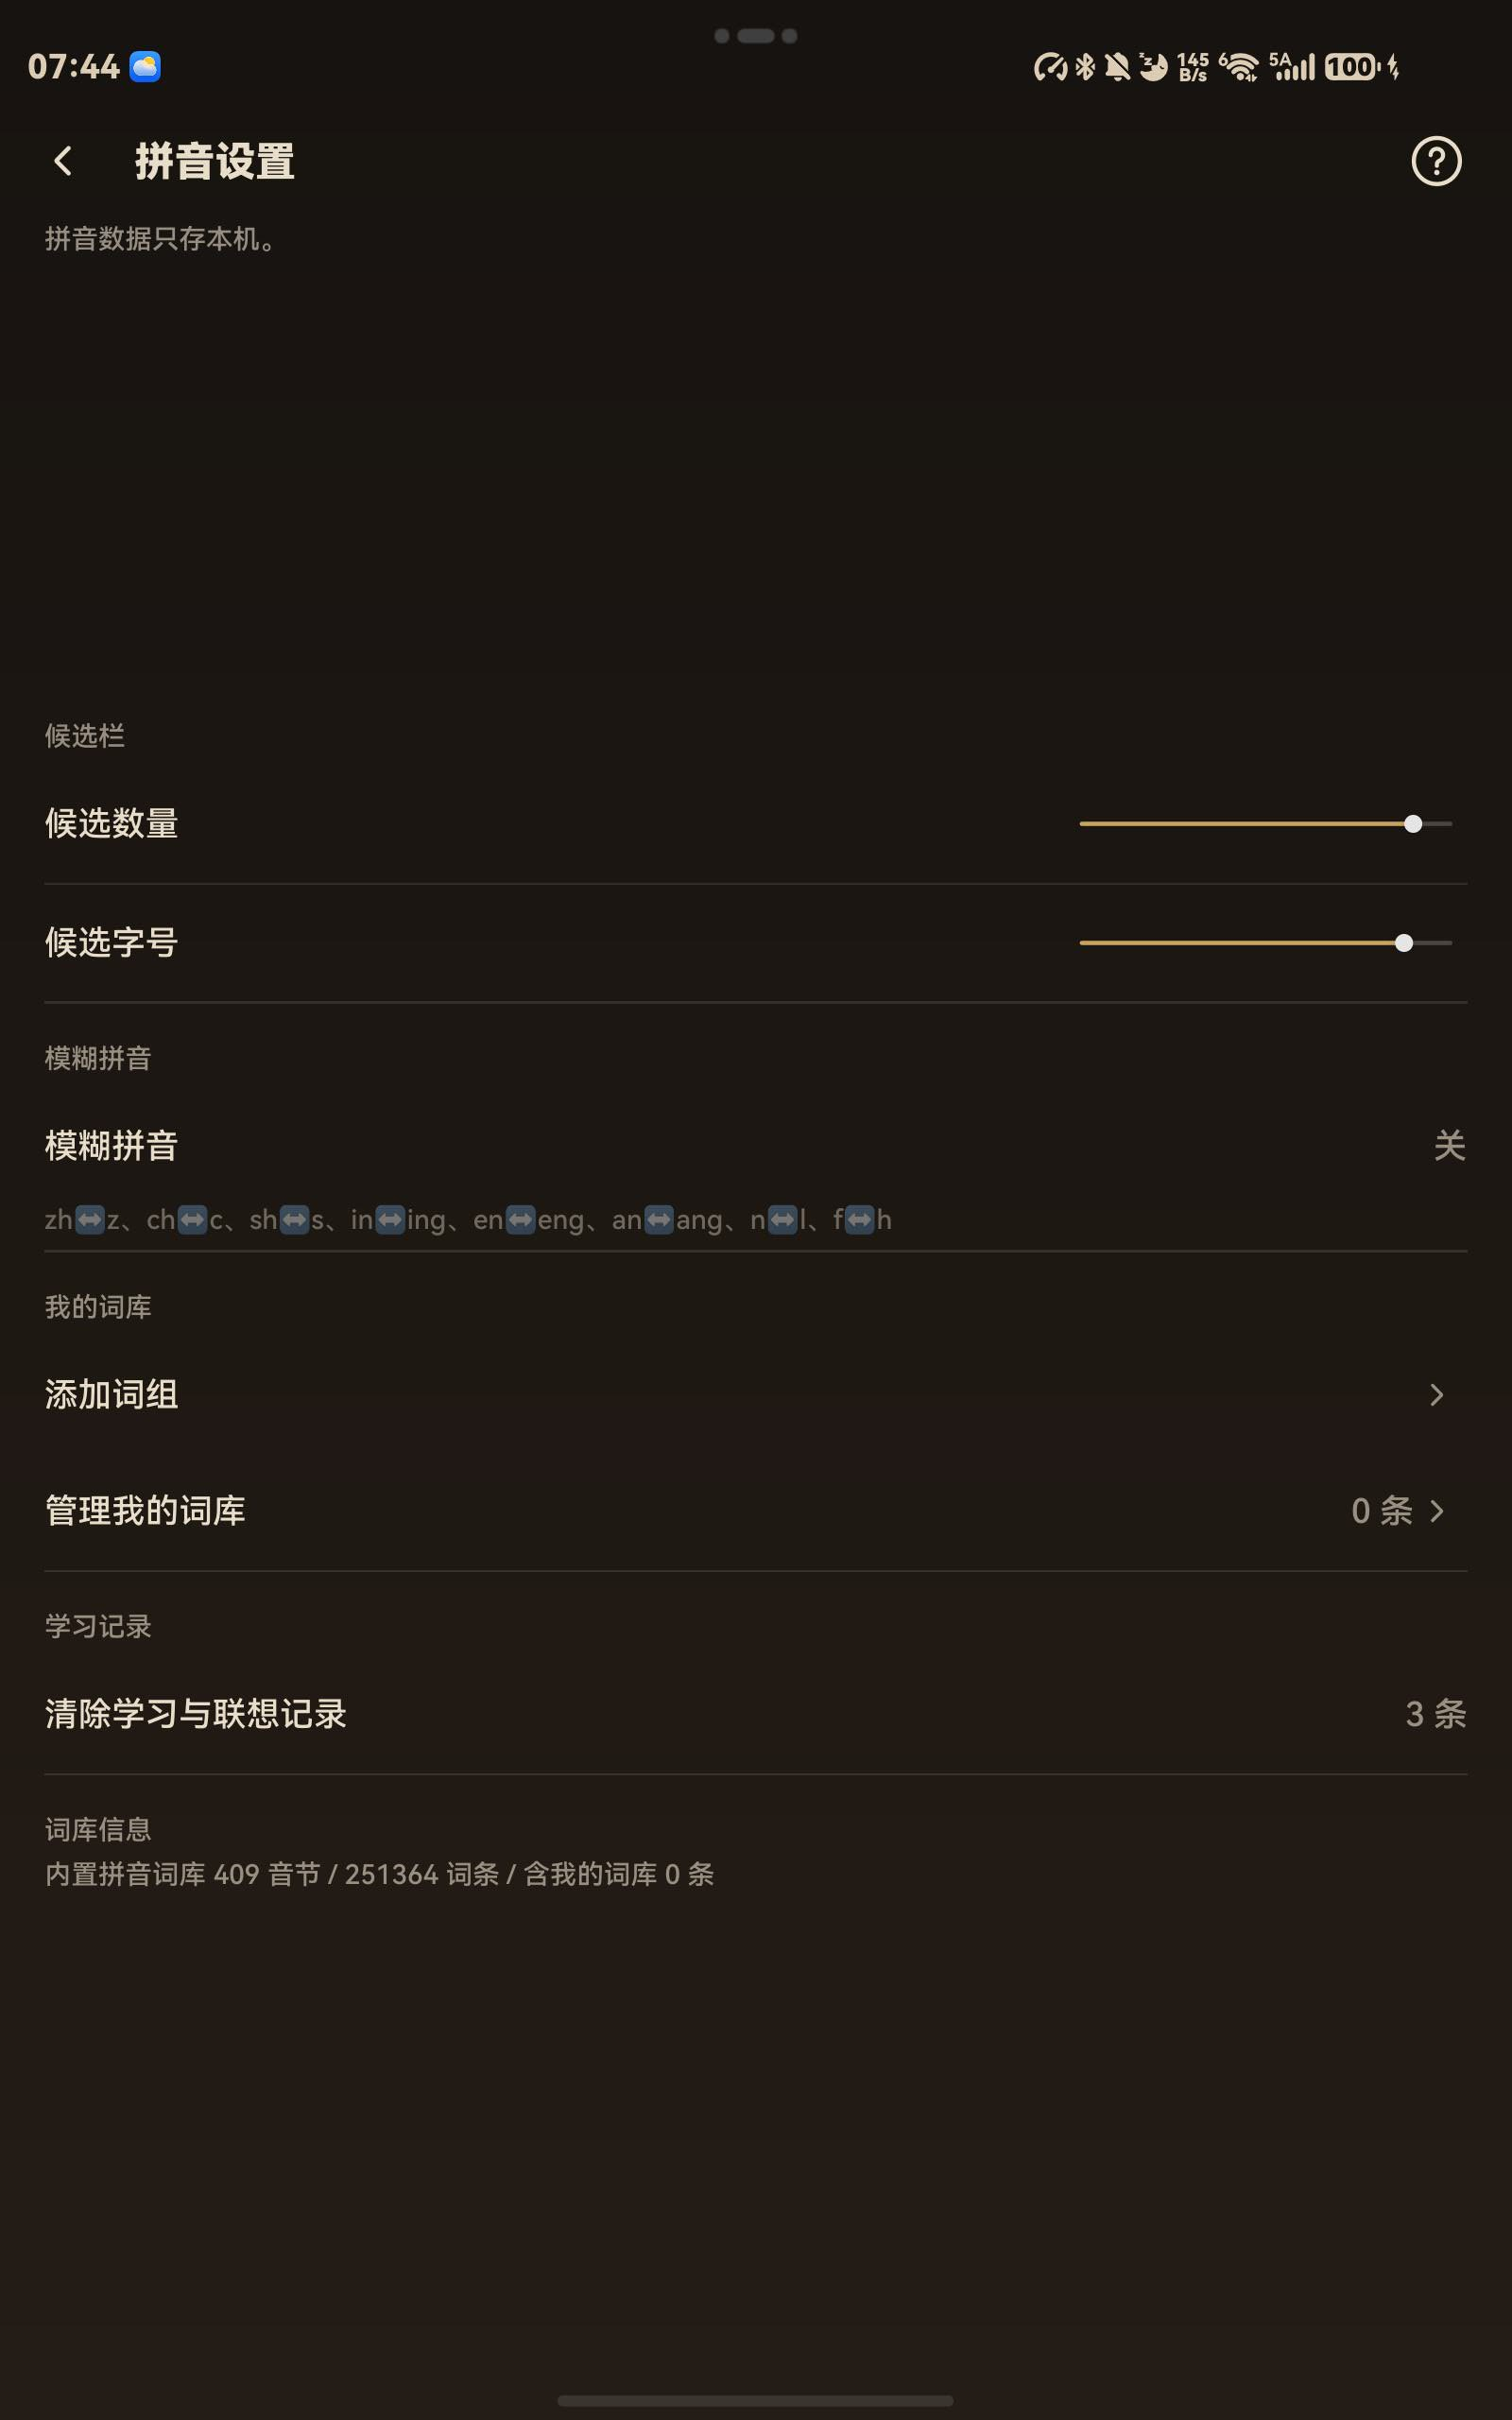 07:44
145 B/s 6 5A 100
拼音设置
拼音数据只存本机。
候选栏
候选数量
候选字号
模糊拼音
模糊拼音 关
zh↔️z、ch↔️c、sh↔️s、in↔️ing、en↔️eng、an↔️ang、n↔️l、f↔️h
我的词库
添加词组
管理我的词库 0 条
学习记录
清除学习与联想记录 3 条
词库信息
内置拼音词库 409 音节 / 251364 词条 / 含我的词库 0 条